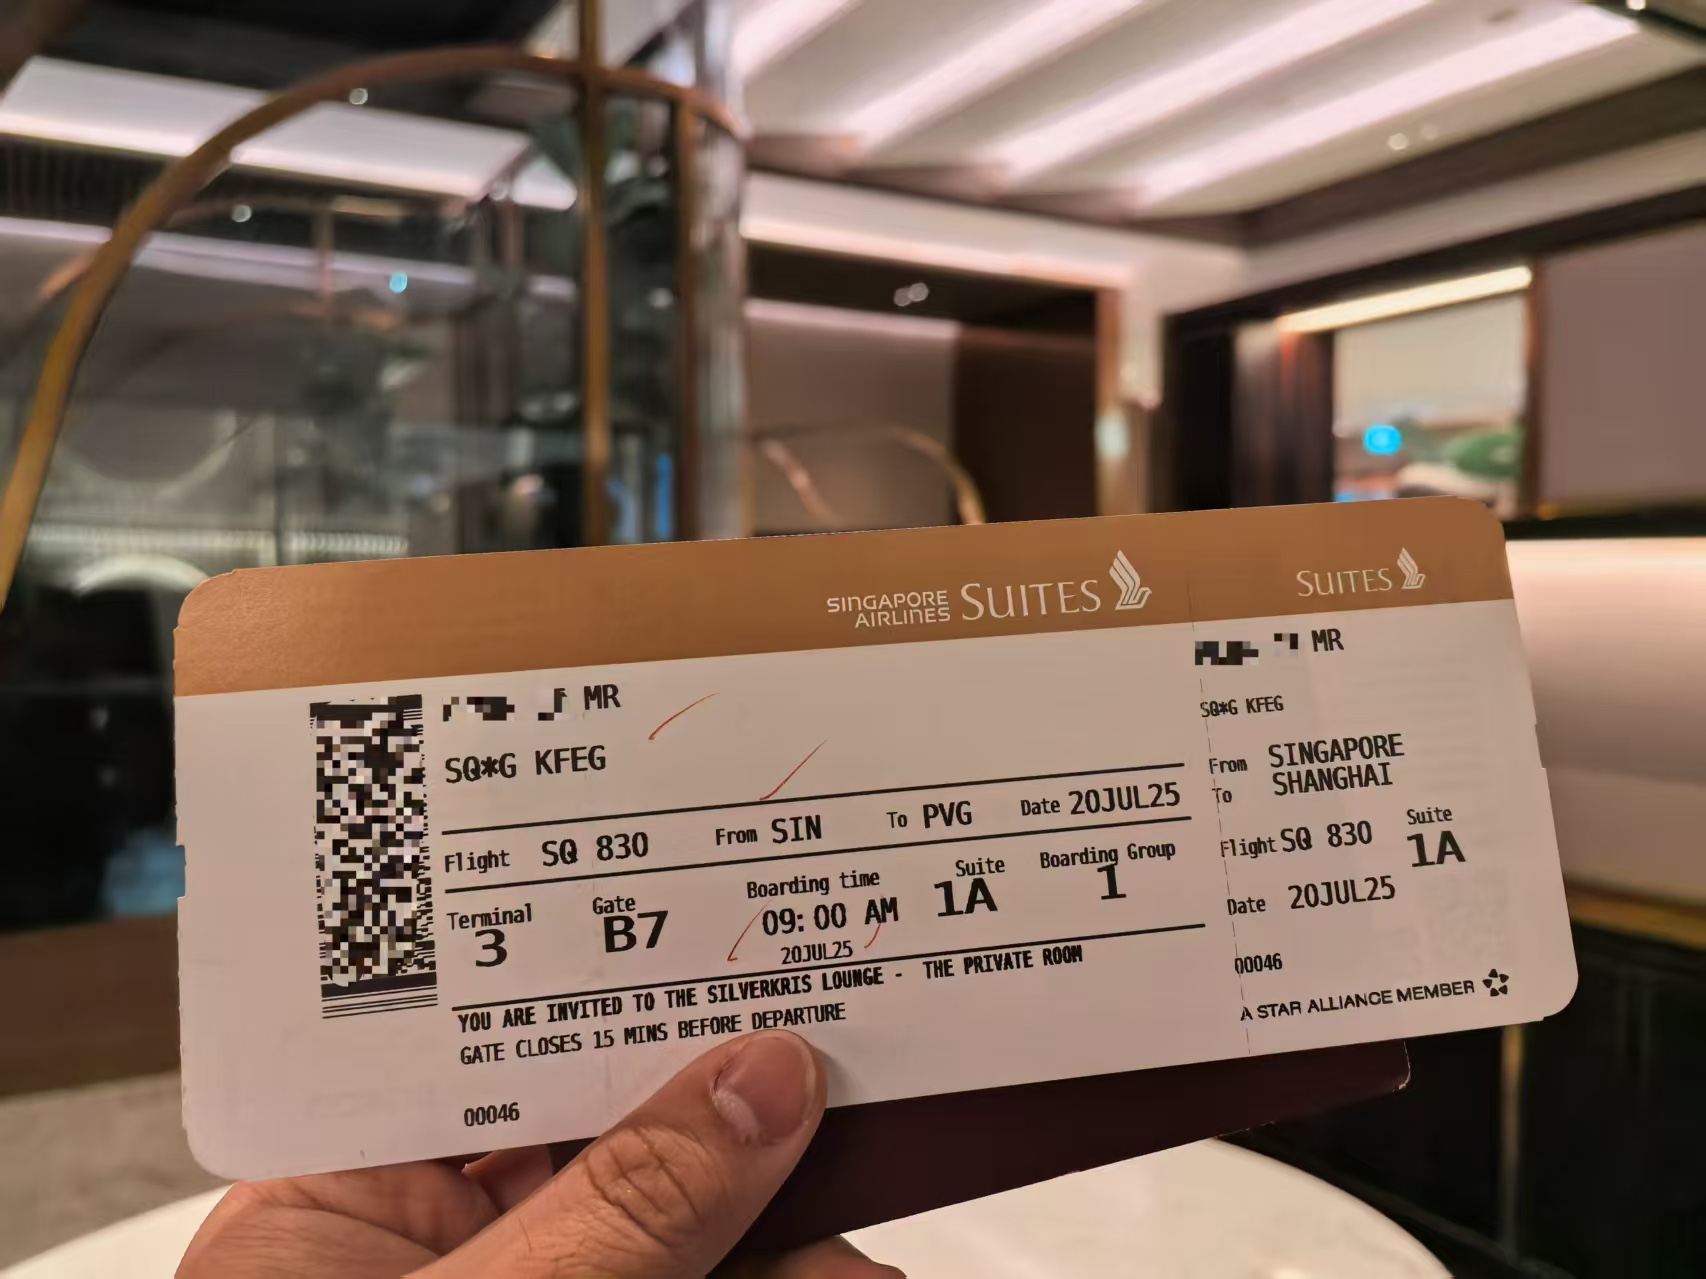 SINGAPORE AIRLINES SUITES
MR
SQ*G KFEG
Flight SQ 830 From SIN To PVG Date 20JUL25
Terminal 3 Gate B7 Boarding time 09:00 AM 20JUL25 Suite 1A Boarding Group 1
YOU ARE INVITED TO THE SILVERKRIS LOUNGE - THE PRIVATE ROOM
GATE CLOSES 15 MINS BEFORE DEPARTURE
00046
SUITES
MR
SQ*G KFEG
From SINGAPORE
To SHANGHAI
Flight SQ 830 Suite 1A
Date 20JUL25
00046
A STAR ALLIANCE MEMBER